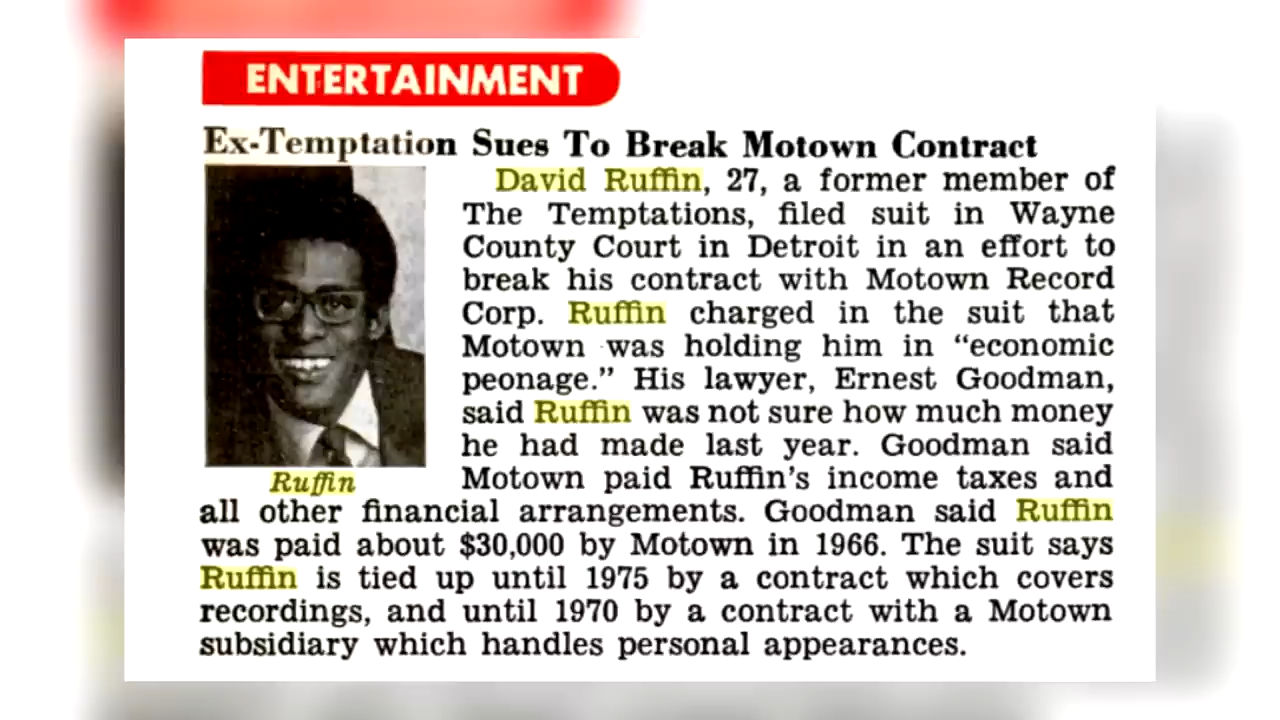 ENTERTAINMENT
Ex-Temptation Sues To Break Motown Contract
David Ruffin, 27, a former member of
The Temptations, filed suit in Wayne
County Court in Detroit in an effort to
break his contract with Motown Record
Corp. Ruffin charged in the suit that
Motown was holding him in “economic
peonage.” His lawyer, Ernest Goodman,
said Ruffin was not sure how much money
he had made last year. Goodman said
Motown paid Ruffin’s income taxes and
Ruffin
all other financial arrangements. Goodman said Ruffin
was paid about $30,000 by Motown in 1966. The suit says
Ruffin is tied up until 1975 by a contract which covers
recordings, and until 1970 by a contract with a Motown
subsidiary which handles personal appearances.